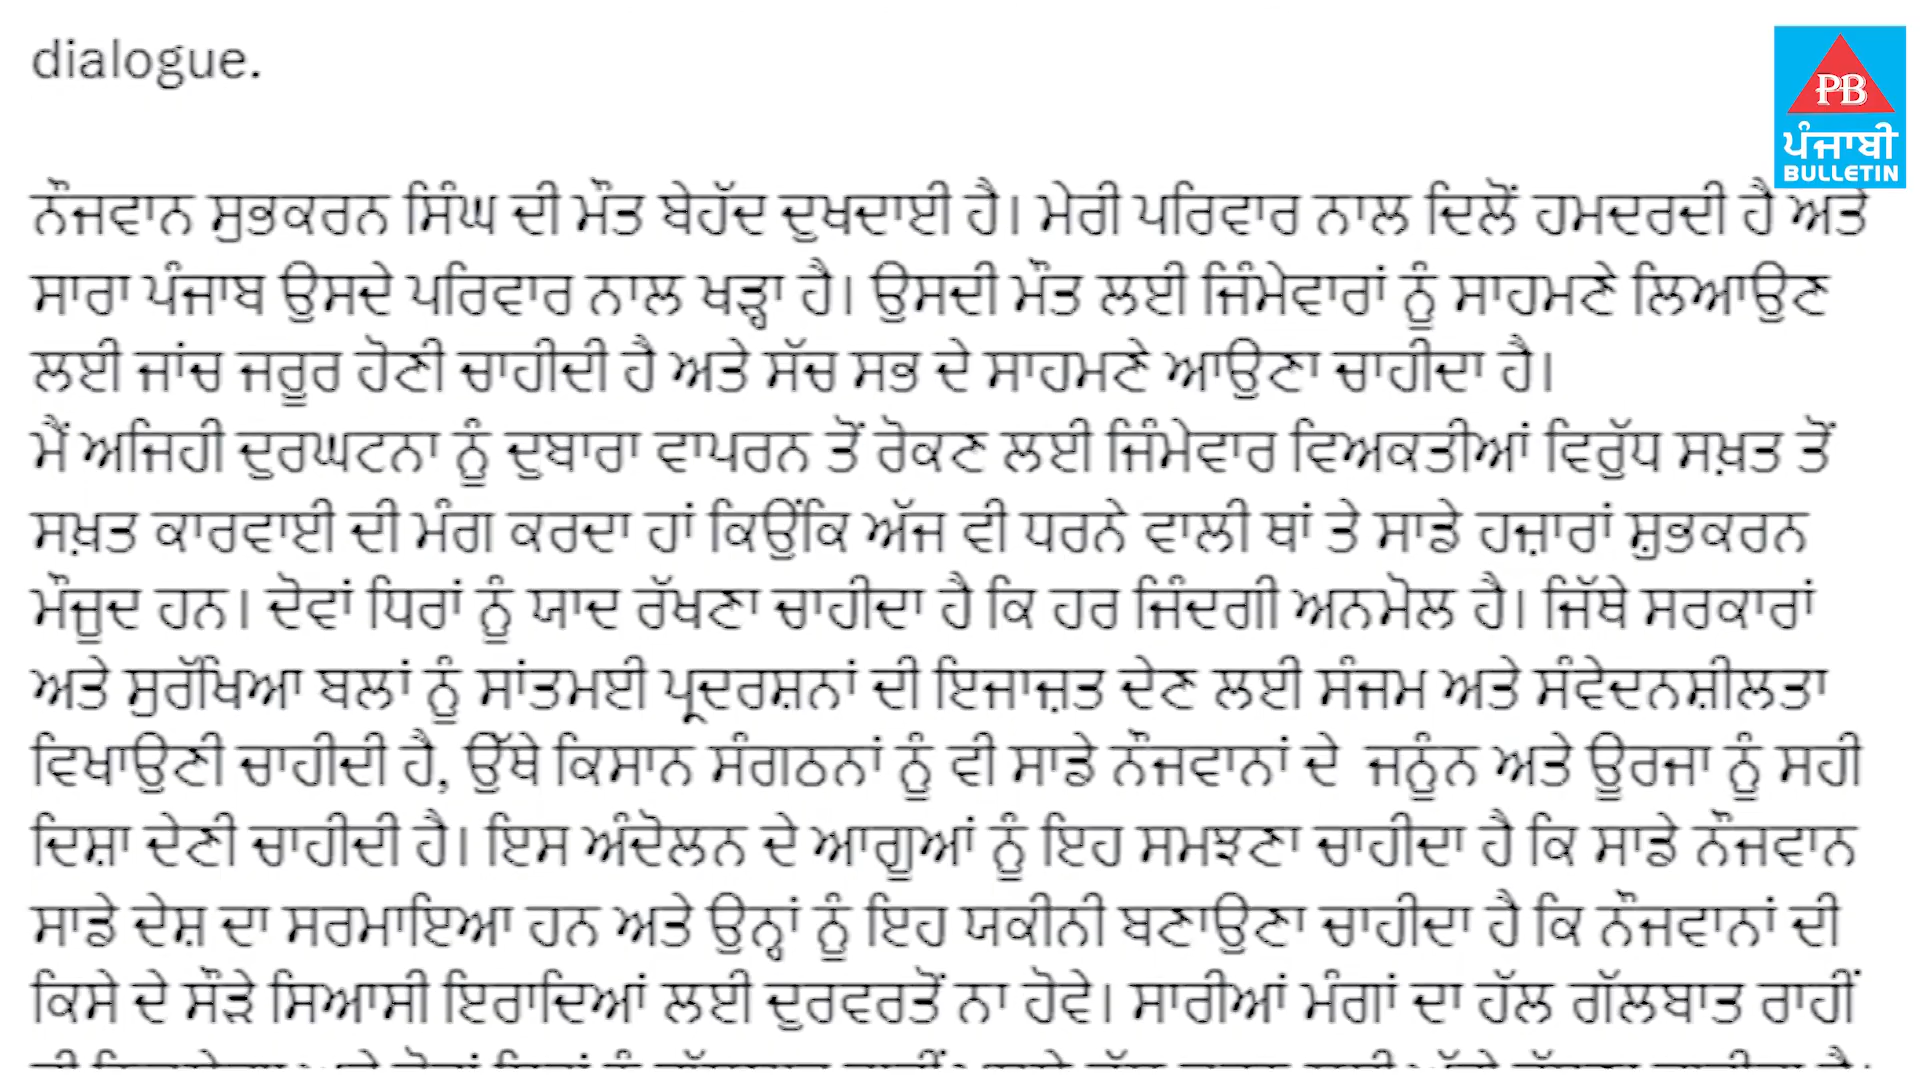 dialogue.
PB
ਪੰਜਾਬੀ
BULLETIN
ਨੌਜਵਾਨ ਸੁਭਕਰਨ ਸਿੰਘ ਦੀ ਮੌਤ ਬੇਹੱਦ ਦੁਖਦਾਈ ਹੈ। ਮੇਰੀ ਪਰਿਵਾਰ ਨਾਲ ਦਿਲੋਂ ਹਮਦਰਦੀ ਹੈ ਅਤੇ
ਸਾਰਾ ਪੰਜਾਬ ਉਸਦੇ ਪਰਿਵਾਰ ਨਾਲ ਖੜ੍ਹਾ ਹੈ। ਉਸਦੀ ਮੌਤ ਲਈ ਜਿੰਮੇਵਾਰਾਂ ਨੂੰ ਸਾਹਮਣੇ ਲਿਆਉਣ
ਲਈ ਜਾਂਚ ਜਰੂਰ ਹੋਣੀ ਚਾਹੀਦੀ ਹੈ ਅਤੇ ਸੱਚ ਸਭ ਦੇ ਸਾਹਮਣੇ ਆਉਣਾ ਚਾਹੀਦਾ ਹੈ।
ਮੈਂ ਅਜਿਹੀ ਦੁਰਘਟਨਾ ਨੂੰ ਦੁਬਾਰਾ ਵਾਪਰਨ ਤੋਂ ਰੋਕਣ ਲਈ ਜਿੰਮੇਵਾਰ ਵਿਅਕਤੀਆਂ ਵਿਰੁੱਧ ਸਖ਼ਤ ਤੋਂ
ਸਖ਼ਤ ਕਾਰਵਾਈ ਦੀ ਮੰਗ ਕਰਦਾ ਹਾਂ ਕਿਉਂਕਿ ਅੱਜ ਵੀ ਧਰਨੇ ਵਾਲੀ ਥਾਂ ਤੇ ਸਾਡੇ ਹਜ਼ਾਰਾਂ ਸ਼ੁਭਕਰਨ
ਮੌਜੂਦ ਹਨ। ਦੋਵਾਂ ਧਿਰਾਂ ਨੂੰ ਯਾਦ ਰੱਖਣਾ ਚਾਹੀਦਾ ਹੈ ਕਿ ਹਰ ਜਿੰਦਗੀ ਅਨਮੋਲ ਹੈ। ਜਿੱਥੇ ਸਰਕਾਰਾਂ
ਅਤੇ ਸੁਰੱਖਿਆ ਬਲਾਂ ਨੂੰ ਸਾਂਤਮਈ ਪ੍ਰਦਰਸ਼ਨਾਂ ਦੀ ਇਜਾਜ਼ਤ ਦੇਣ ਲਈ ਸੰਜਮ ਅਤੇ ਸੰਵੇਦਨਸ਼ੀਲਤਾ
ਵਿਖਾਉਣੀ ਚਾਹੀਦੀ ਹੈ, ਉੱਥੇ ਕਿਸਾਨ ਸੰਗਠਨਾਂ ਨੂੰ ਵੀ ਸਾਡੇ ਨੌਜਵਾਨਾਂ ਦੇ ਜਨੂੰਨ ਅਤੇ ਊਰਜਾ ਨੂੰ ਸਹੀ
ਦਿਸ਼ਾ ਦੇਣੀ ਚਾਹੀਦੀ ਹੈ। ਇਸ ਅੰਦੋਲਨ ਦੇ ਆਗੂਆਂ ਨੂੰ ਇਹ ਸਮਝਣਾ ਚਾਹੀਦਾ ਹੈ ਕਿ ਸਾਡੇ ਨੌਜਵਾਨ
ਸਾਡੇ ਦੇਸ਼ ਦਾ ਸਰਮਾਇਆ ਹਨ ਅਤੇ ਉਨ੍ਹਾਂ ਨੂੰ ਇਹ ਯਕੀਨੀ ਬਣਾਉਣਾ ਚਾਹੀਦਾ ਹੈ ਕਿ ਨੌਜਵਾਨਾਂ ਦੀ
ਕਿਸੇ ਦੇ ਸੌੜੇ ਸਿਆਸੀ ਇਰਾਦਿਆਂ ਲਈ ਦੁਰਵਰਤੋਂ ਨਾ ਹੋਵੇ। ਸਾਰੀਆਂ ਮੰਗਾਂ ਦਾ ਹੱਲ ਗੱਲਬਾਤ ਰਾਹੀਂ